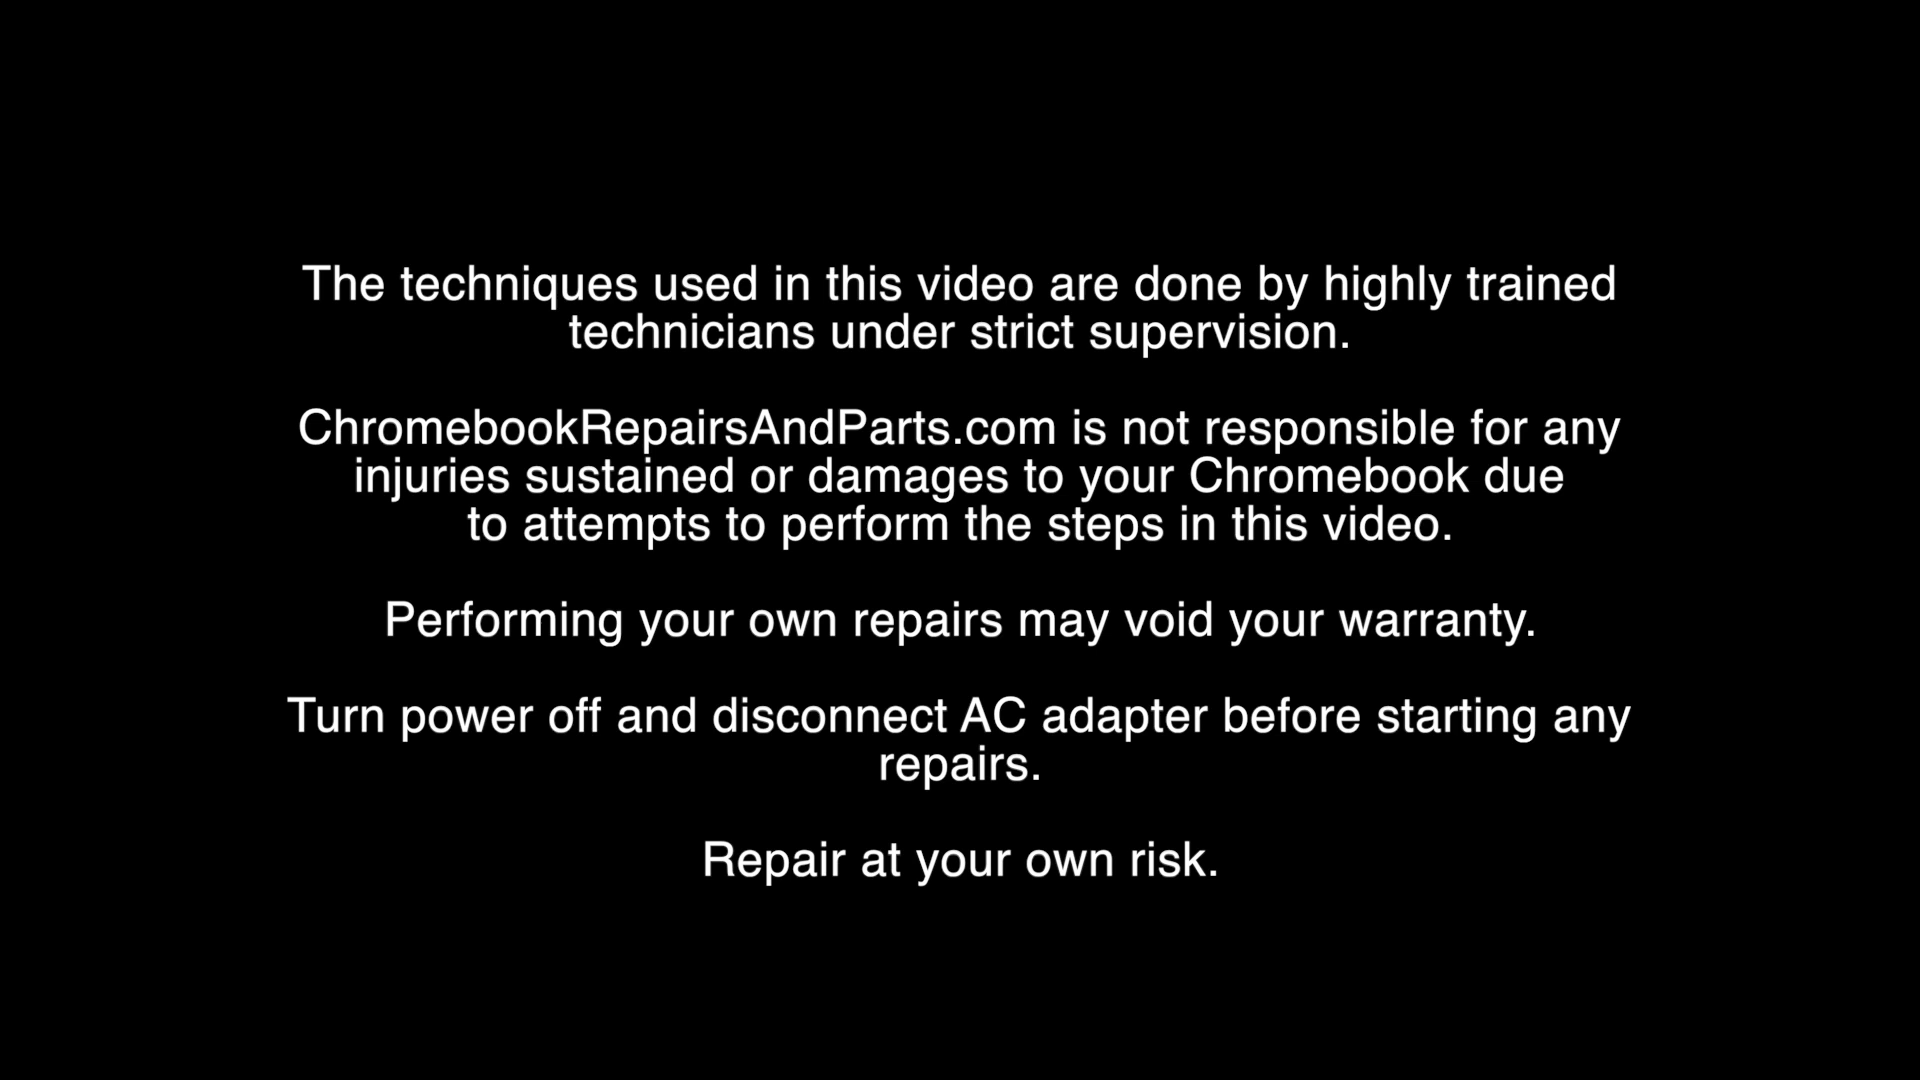 The techniques used in this video are done by highly trained
technicians under strict supervision.
ChromebookRepairsAndParts.com is not responsible for any
injuries sustained or damages to your Chromebook due
to attempts to perform the steps in this video.
Performing your own repairs may void your warranty.
Turn power off and disconnect AC adapter before starting any
repairs.
Repair at your own risk.